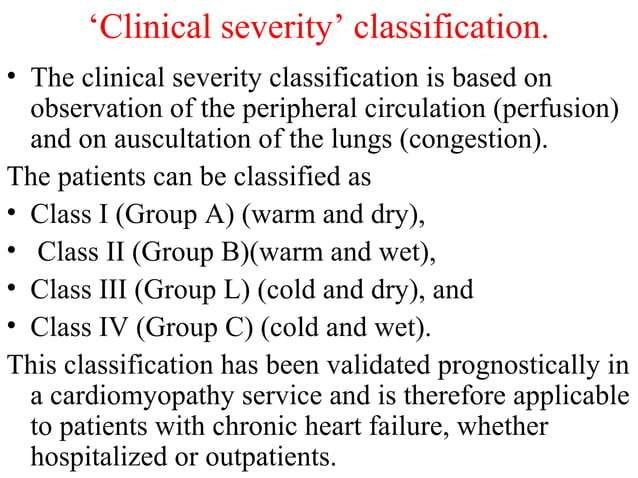 ‘Clinical severity’ classification.
• The clinical severity classification is based on
observation of the peripheral circulation (perfusion)
and on auscultation of the lungs (congestion).
The patients can be classified as
• Class I (Group A) (warm and dry),
• Class II (Group B)(warm and wet),
• Class III (Group L) (cold and dry), and
• Class IV (Group C) (cold and wet).
This classification has been validated prognostically in
a cardiomyopathy service and is therefore applicable
to patients with chronic heart failure, whether
hospitalized or outpatients.